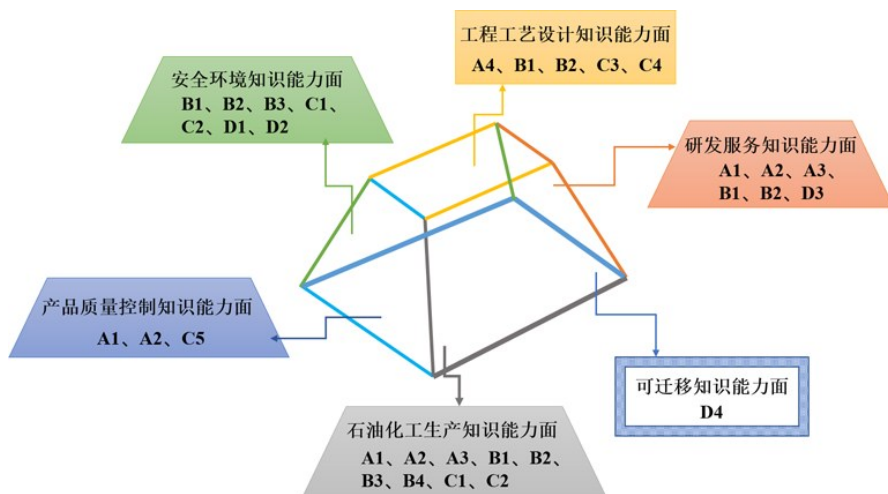 工程工艺设计知识能力面
A4、B1、B2、C3、C4
安全环境知识能力面
B1、B2、B3、C1、
C2、D1、D2
研发服务知识能力面
A1、A2、A3、
B1、B2、D3
产品质量控制知识能力面
A1、A2、C5
可迁移知识能力面
D4
石油化工生产知识能力面
A1、A2、A3、B1、B2、
B3、B4、C1、C2